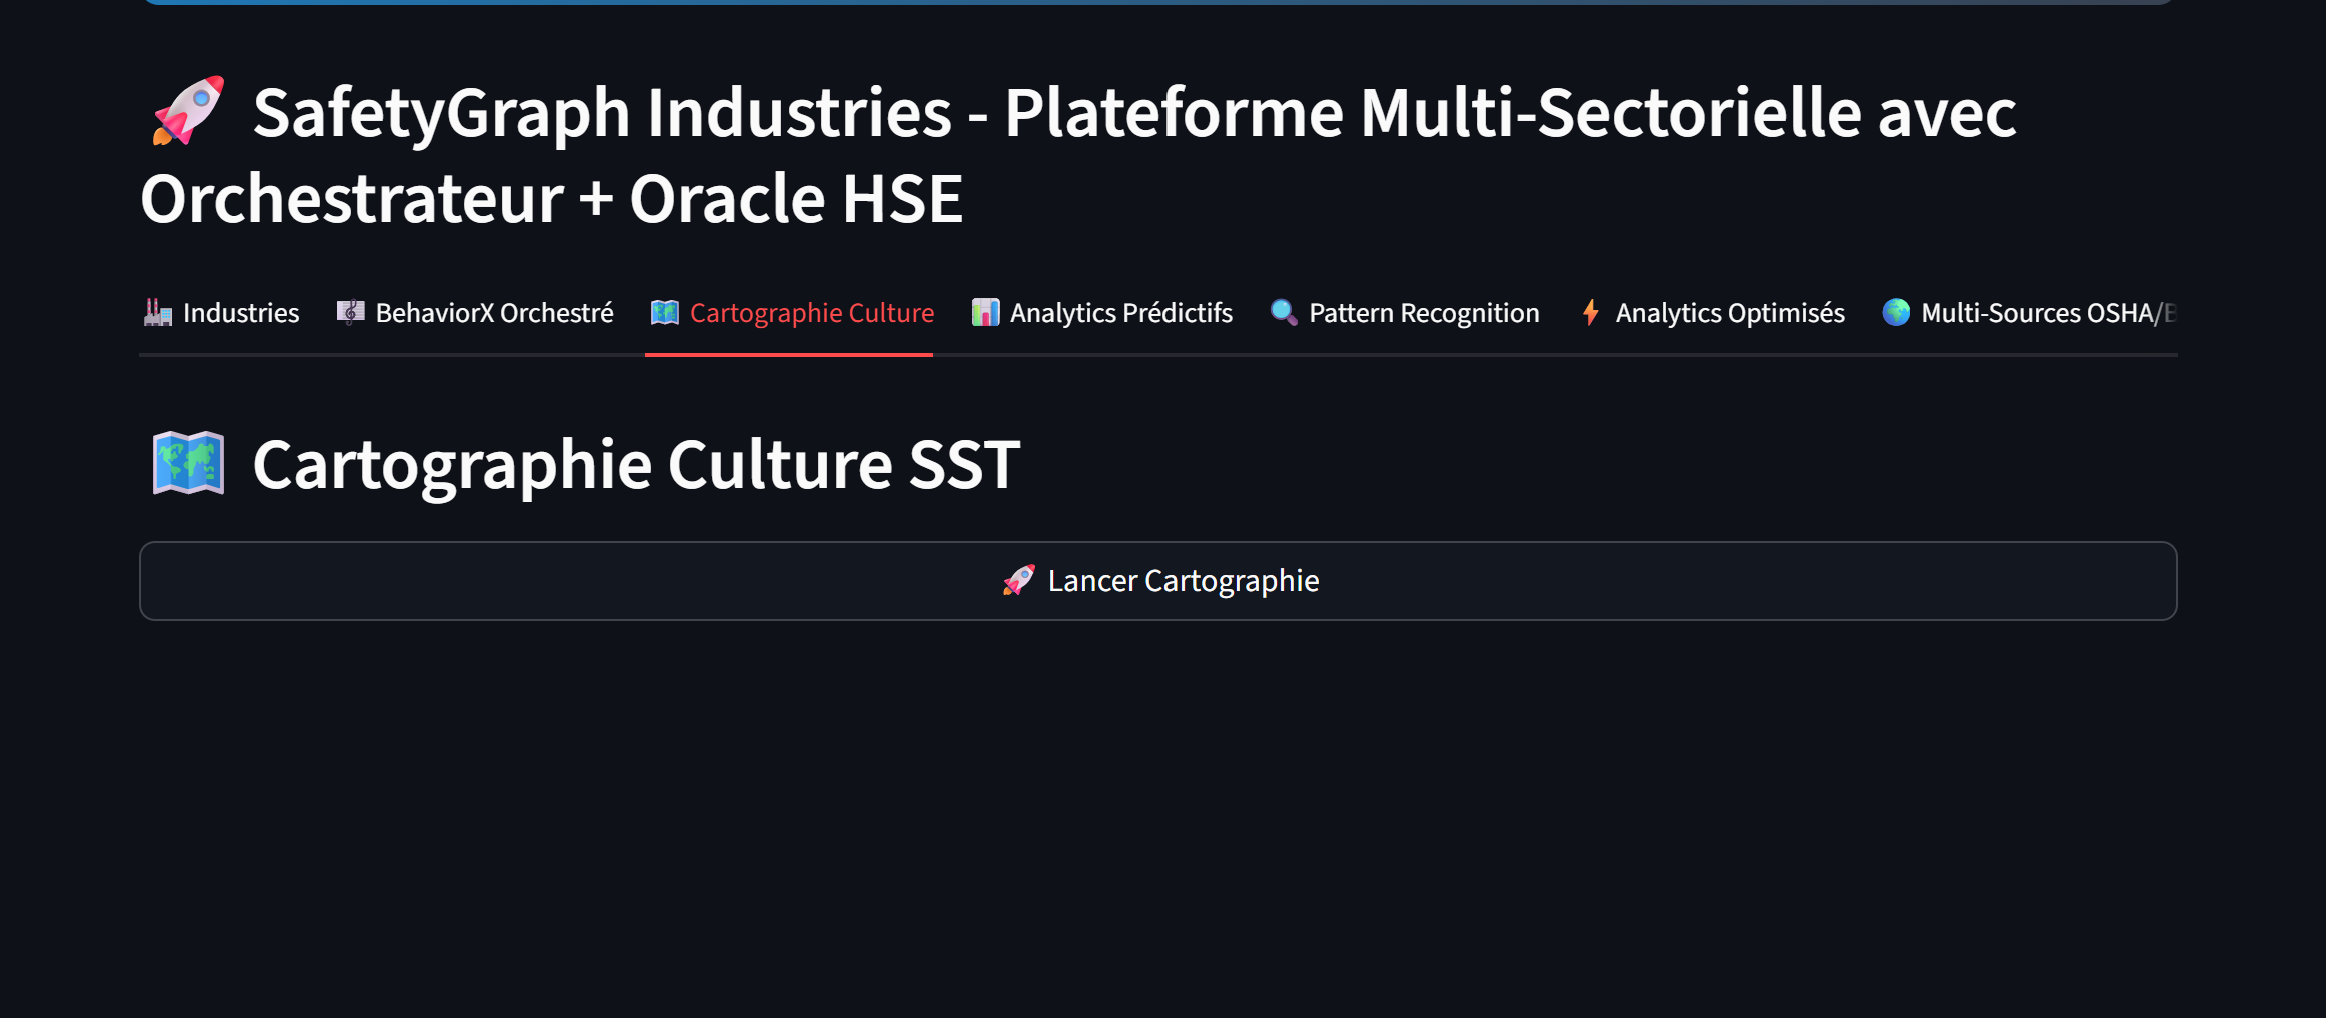 🚀 SafetyGraph Industries - Plateforme Multi-Sectorielle avec
Orchestrateur + Oracle HSE
Industries BehaviorX Orchestré Cartographie Culture Analytics Prédictifs Pattern Recognition Analytics Optimisés Multi-Sources OSHA/
Cartographie Culture SST
Lancer Cartographie